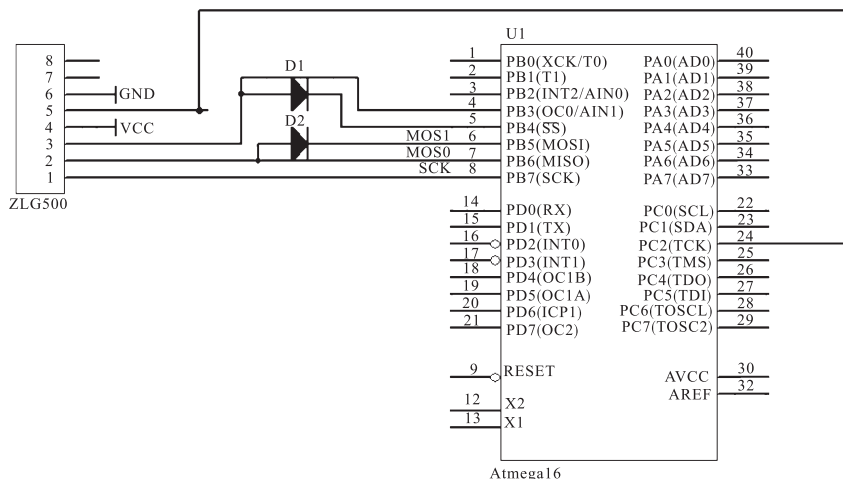 U1
8
7
6 GND
5
4 VCC
3
2
1
ZLG500
D1
D2
MOS1
MOS0
SCK
1 PB0(XCK/T0)
2 PB1(T1)
3 PB2(INT2/AIN0)
4 PB3(OC0/AIN1)
5 PB4(S̅S̅)
6 PB5(MOSI)
7 PB6(MISO)
8 PB7(SCK)
14 PD0(RX)
15 PD1(TX)
16 PD2(INT0)
17 PD3(INT1)
18 PD4(OC1B)
19 PD5(OC1A)
20 PD6(ICP1)
21 PD7(OC2)
9 RESET
12 X2
13 X1
PA0(AD0) 40
PA1(AD1) 39
PA2(AD2) 38
PA3(AD3) 37
PA4(AD4) 36
PA5(AD5) 35
PA6(AD6) 34
PA7(AD7) 33
PC0(SCL) 22
PC1(SDA) 23
PC2(TCK) 24
PC3(TMS) 25
PC4(TDO) 26
PC5(TDI) 27
PC6(TOSCL) 28
PC7(TOSC2) 29
AVCC 30
AREF 32
Atmega16